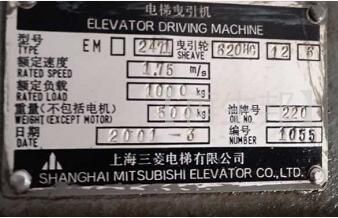 电梯曳引机
ELEVATOR DRIVING MACHINE
型号 TYPE EM 2471 曳引轮 SHEAVE 620HC 12 6
额定速度 RATED SPEED 1.75 m/s
额定负载 RATED LOAD 1000 kg
重量(不包括电机) WEIGHT (EXCEPT MOTOR) 500 kg 油牌号 OIL NO. 220
日期 DATE 2001-3 编号 NUMBER 1055
上海三菱电梯有限公司
SHANGHAI MITSUBISHI ELEVATOR CO., LTD.